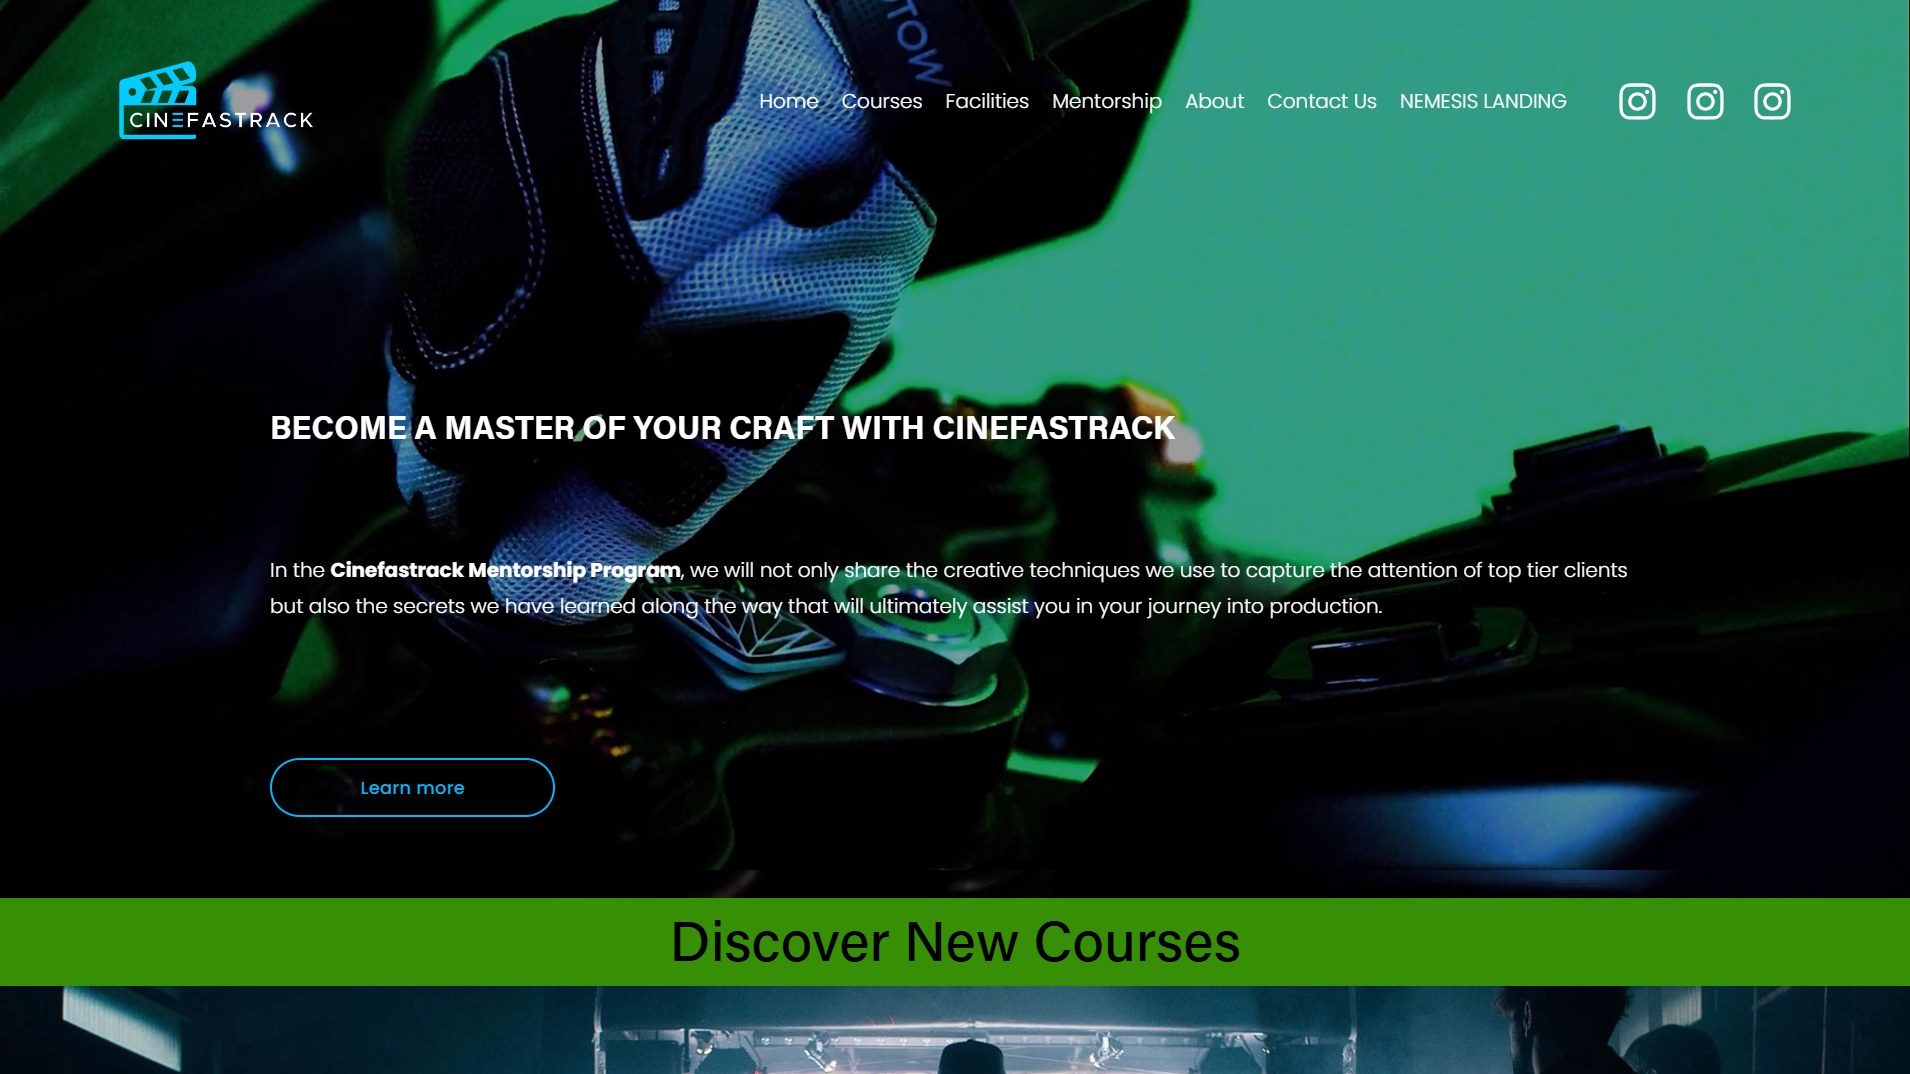 CINEFASTRACK
Home Courses Facilities Mentorship About Contact Us NEMESIS LANDING
BECOME A MASTER OF YOUR CRAFT WITH CINEFASTRACK
In the Cinefastrack Mentorship Program, we will not only share the creative techniques we use to capture the attention of top tier clients
but also the secrets we have learned along the way that will ultimately assist you in your journey into production.
Learn more
Discover New Courses